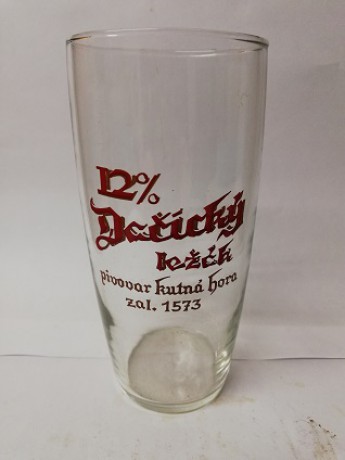 12%
Dačický
ležák
pivovar kutná hora
zal. 1573